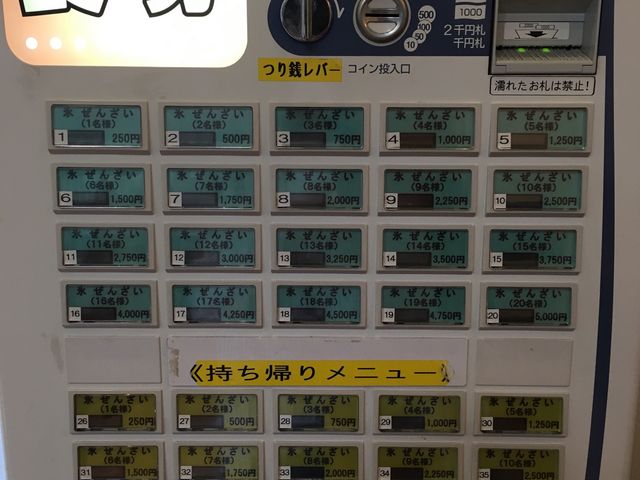 500
100
50
10
1000
2千円札
千円札
つり銭レバー
コイン投入口
濡れたお札は禁止!
氷 ぜんざい
(1名様)
1 250円
氷 ぜんざい
(2名様)
2 500円
氷 ぜんざい
(3名様)
3 750円
氷 ぜんざい
(4名様)
4 1,000円
氷 ぜんざい
(5名様)
5 1,250円
氷 ぜんざい
(6名様)
6 1,500円
氷 ぜんざい
(7名様)
7 1,750円
氷 ぜんざい
(8名様)
8 2,000円
氷 ぜんざい
(9名様)
9 2,250円
氷 ぜんざい
(10名様)
10 2,500円
氷 ぜんざい
(11名様)
11 2,750円
氷 ぜんざい
(12名様)
12 3,000円
氷 ぜんざい
(13名様)
13 3,250円
氷 ぜんざい
(14名様)
14 3,500円
氷 ぜんざい
(15名様)
15 3,750円
氷 ぜんざい
(16名様)
16 4,000円
氷 ぜんざい
(17名様)
17 4,250円
氷 ぜんざい
(18名様)
18 4,500円
氷 ぜんざい
(19名様)
19 4,750円
氷 ぜんざい
(20名様)
20 5,000円
《持ち帰りメニュー》
氷 ぜんざい
(1名様)
26 250円
氷 ぜんざい
(2名様)
27 500円
氷 ぜんざい
(3名様)
28 750円
氷 ぜんざい
(4名様)
29 1,000円
氷 ぜんざい
(5名様)
30 1,250円
氷 ぜんざい
(6名様)
31 1,500円
氷 ぜんざい
(7名様)
32 1,750円
氷 ぜんざい
(8名様)
33 2,000円
氷 ぜんざい
(9名様)
34 2,250円
氷 ぜんざい
(10名様)
35 2,500円